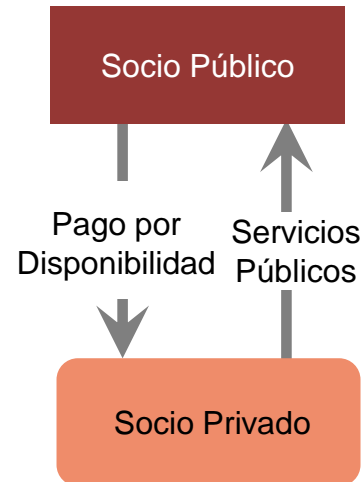 Socio Público
Pago por
Disponibilidad
Servicios
Públicos
Socio Privado